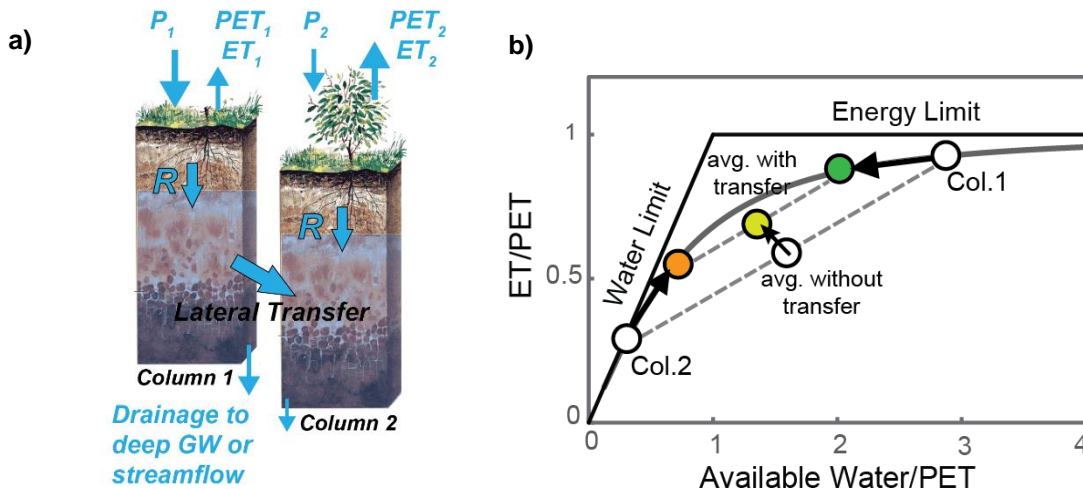 a)
P1
PET1
ET1
P2
PET2
ET2
R
R
Lateral Transfer
Column 1
Column 2
Drainage to
deep GW or
streamflow
b)
Energy Limit
Water Limit
avg. with
transfer
Col.1
avg. without
transfer
Col.2
ET/PET
1
0.5
0
0
1
2
3
4
Available Water/PET